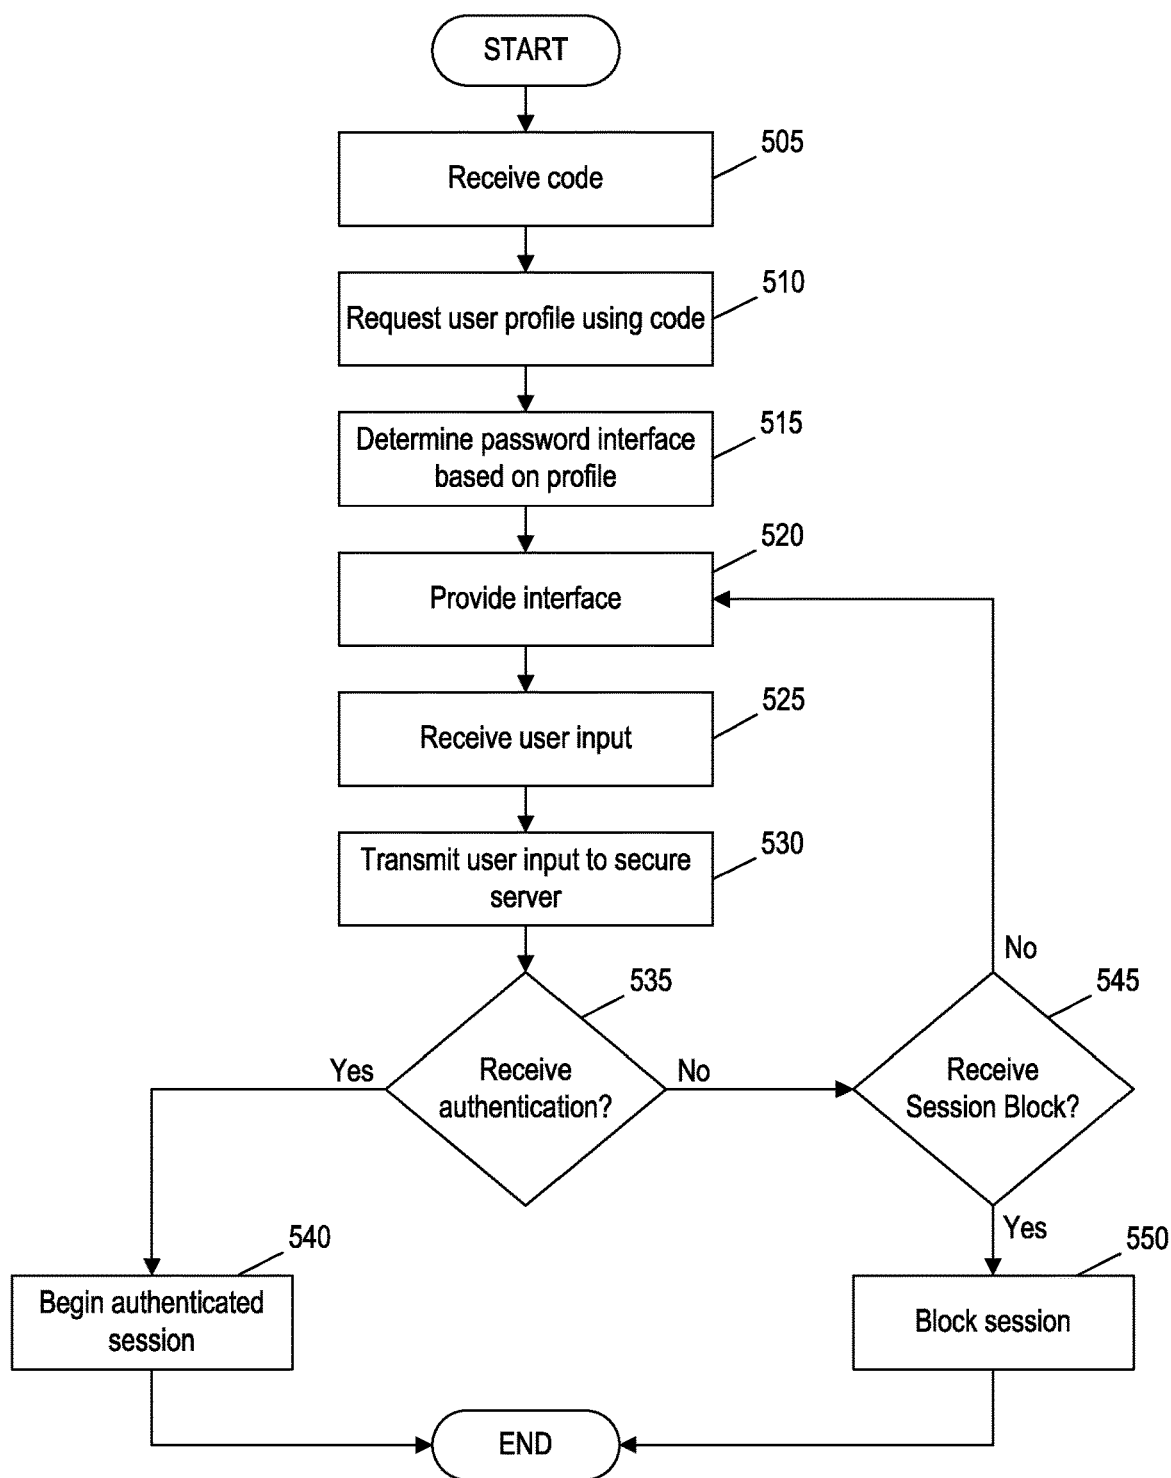 START
505
Receive code
510
Request user profile using code
515
Determine password interface
based on profile
520
Provide interface
525
Receive user input
530
Transmit user input to secure
server
535
Receive
authentication?
Yes
No
545
Receive
Session Block?
No
Yes
540
Begin authenticated
session
550
Block session
END